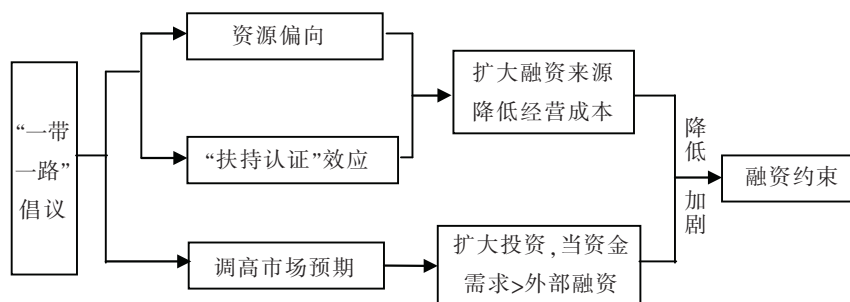 “一带
一路”
倡议
资源偏向
“扶持认证”效应
调高市场预期
扩大融资来源
降低经营成本
扩大投资,当资金
需求>外部融资
降低
加剧
融资约束